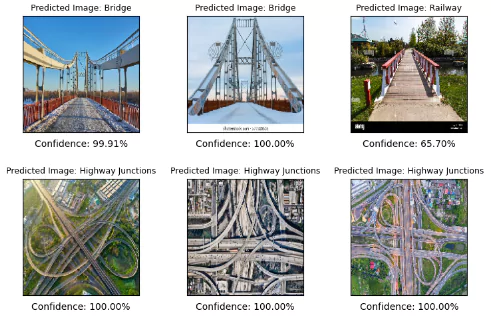 Predicted Image: Bridge
Predicted Image: Bridge
Predicted Image: Railway
Confidence: 99.91%
Confidence: 100.00%
Confidence: 65.70%
Predicted Image: Highway Junctions
Predicted Image: Highway Junctions
Predicted Image: Highway Junctions
Confidence: 100.00%
Confidence: 100.00%
Confidence: 100.00%